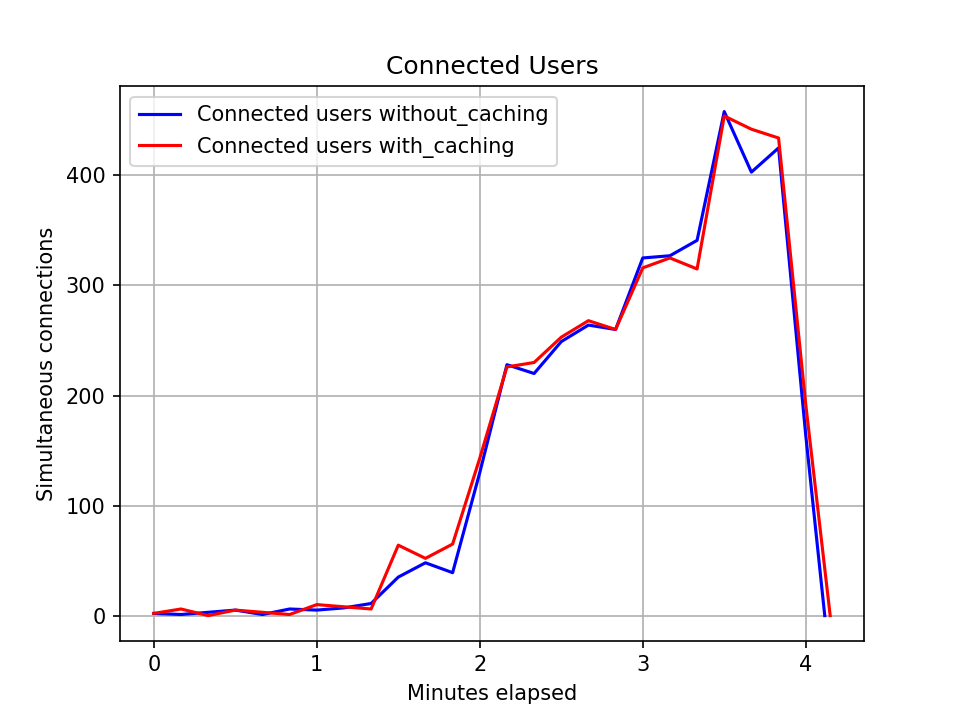 Connected Users
Connected users without_caching
Connected users with_caching
Simultaneous connections
400
300
200
100
0
0 1 2 3 4
Minutes elapsed